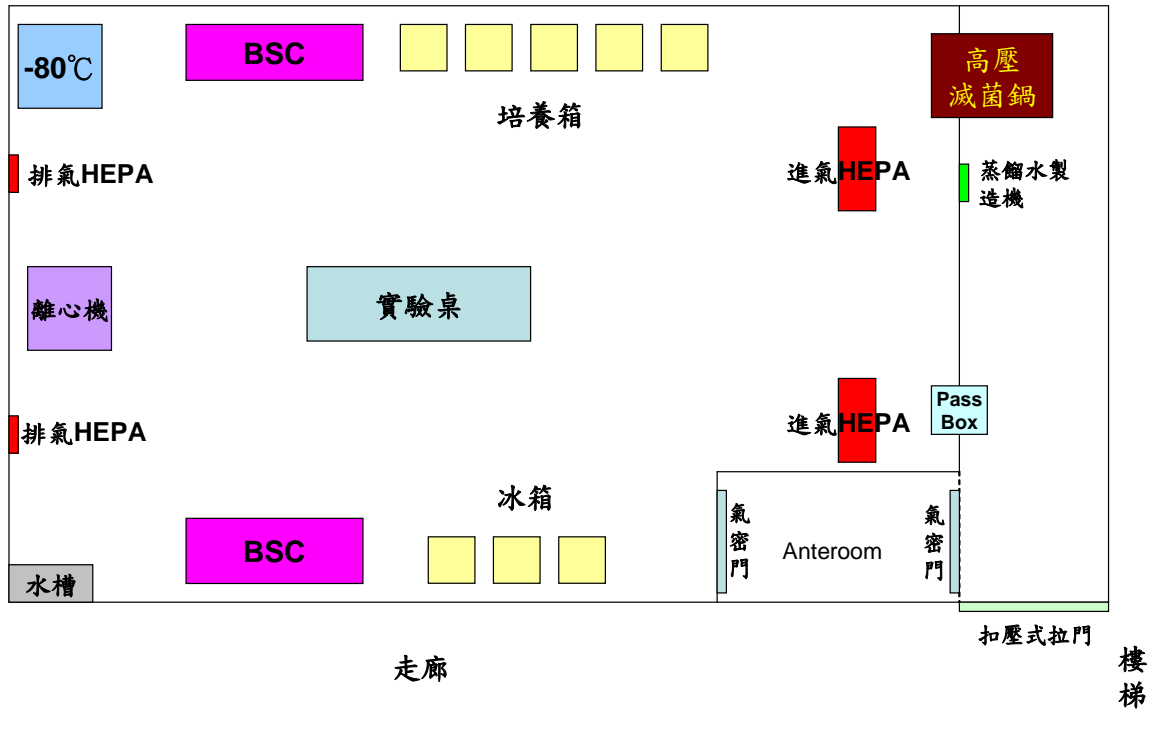 -80℃
BSC
高壓
滅菌鍋
培養箱
排氣HEPA
進氣HEPA
蒸餾水製
造機
離心機
實驗桌
排氣HEPA
進氣HEPA
Pass
Box
冰箱
氣
密
門
Anteroom
氣
密
門
BSC
水槽
扣壓式拉門
走廊
樓
梯